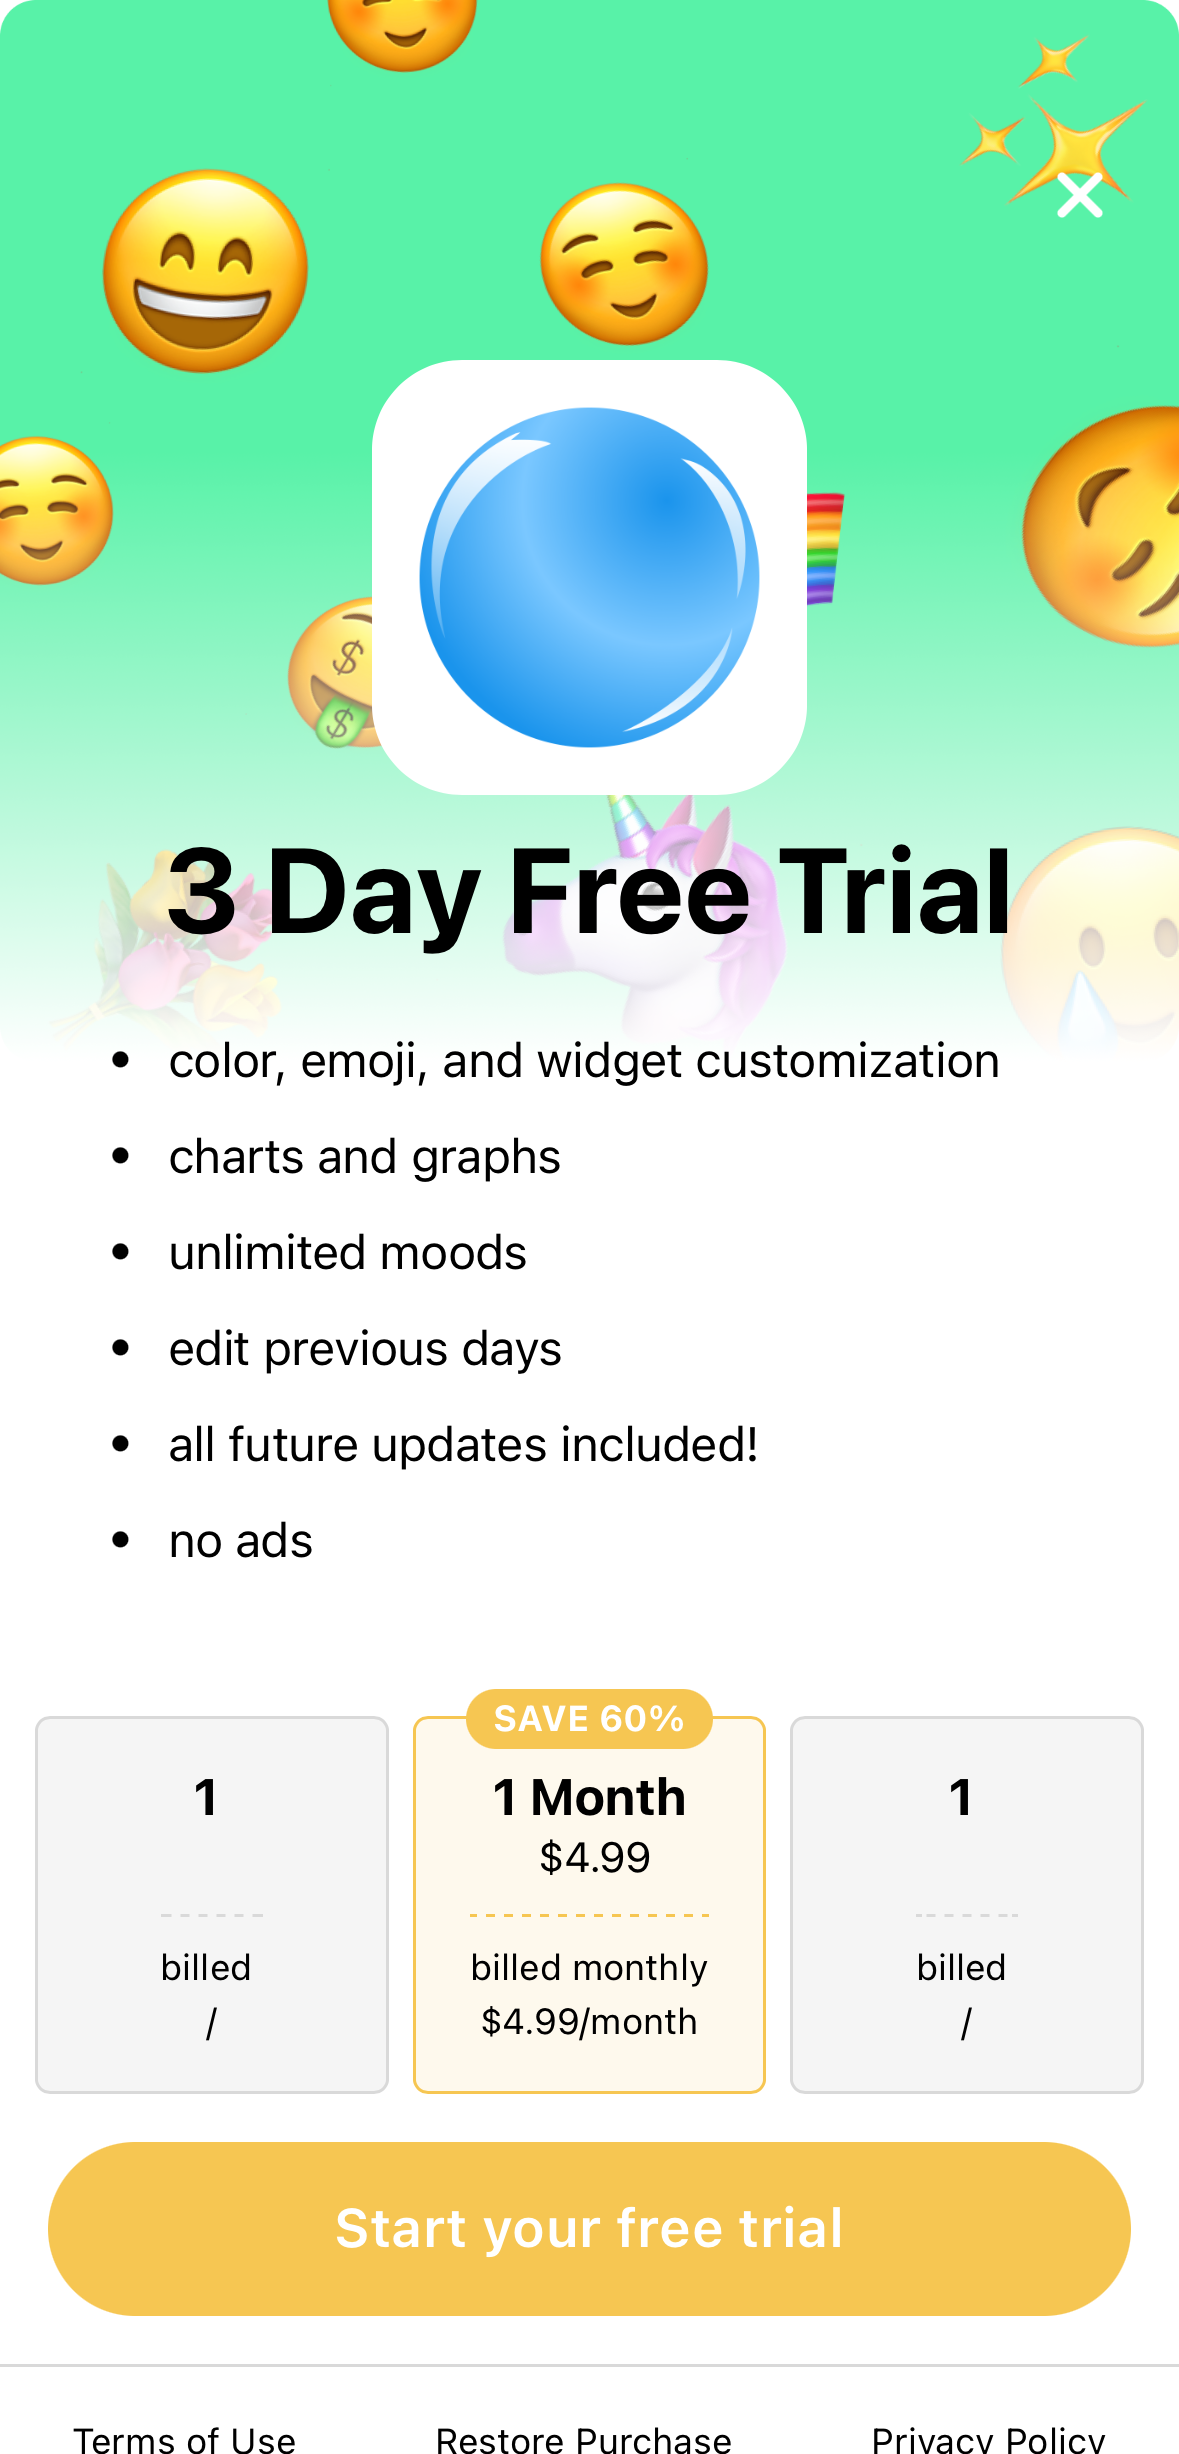 3 Day Free Trial
• color, emoji, and widget customization
• charts and graphs
• unlimited moods
• edit previous days
• all future updates included!
• no ads
1
billed
/
SAVE 60%
1 Month
$4.99
billed monthly
$4.99/month
1
billed
/
Start your free trial
Terms of Use
Restore Purchase
Privacy Policy